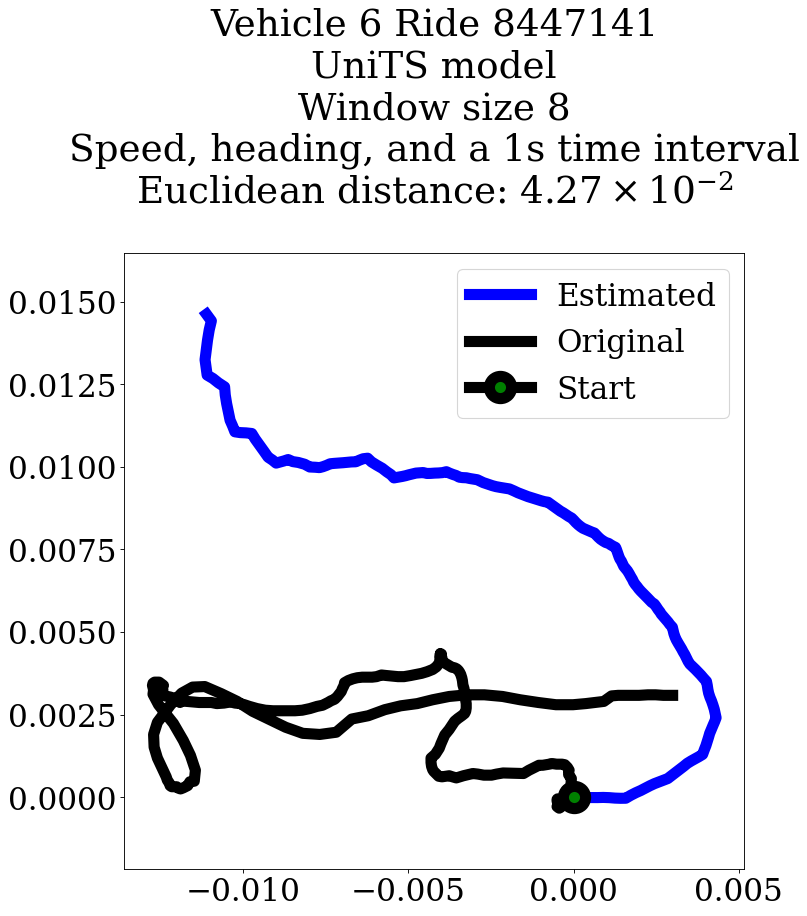 Vehicle 6 Ride 8447141
UniTS model
Window size 8
Speed, heading, and a 1s time interval
Euclidean distance: 4.27 × 10⁻²
Estimated
Original
Start
0.0150
0.0125
0.0100
0.0075
0.0050
0.0025
0.0000
−0.010
−0.005
0.000
0.005